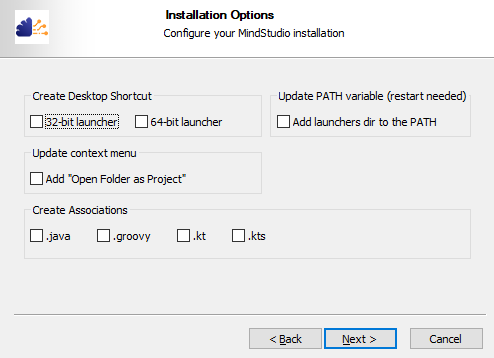 Installation Options
Configure your MindStudio installation
Create Desktop Shortcut
32-bit launcher
64-bit launcher
Update PATH variable (restart needed)
Add launchers dir to the PATH
Update context menu
Add "Open Folder as Project"
Create Associations
.java
.groovy
.kt
.kts
< Back
Next >
Cancel